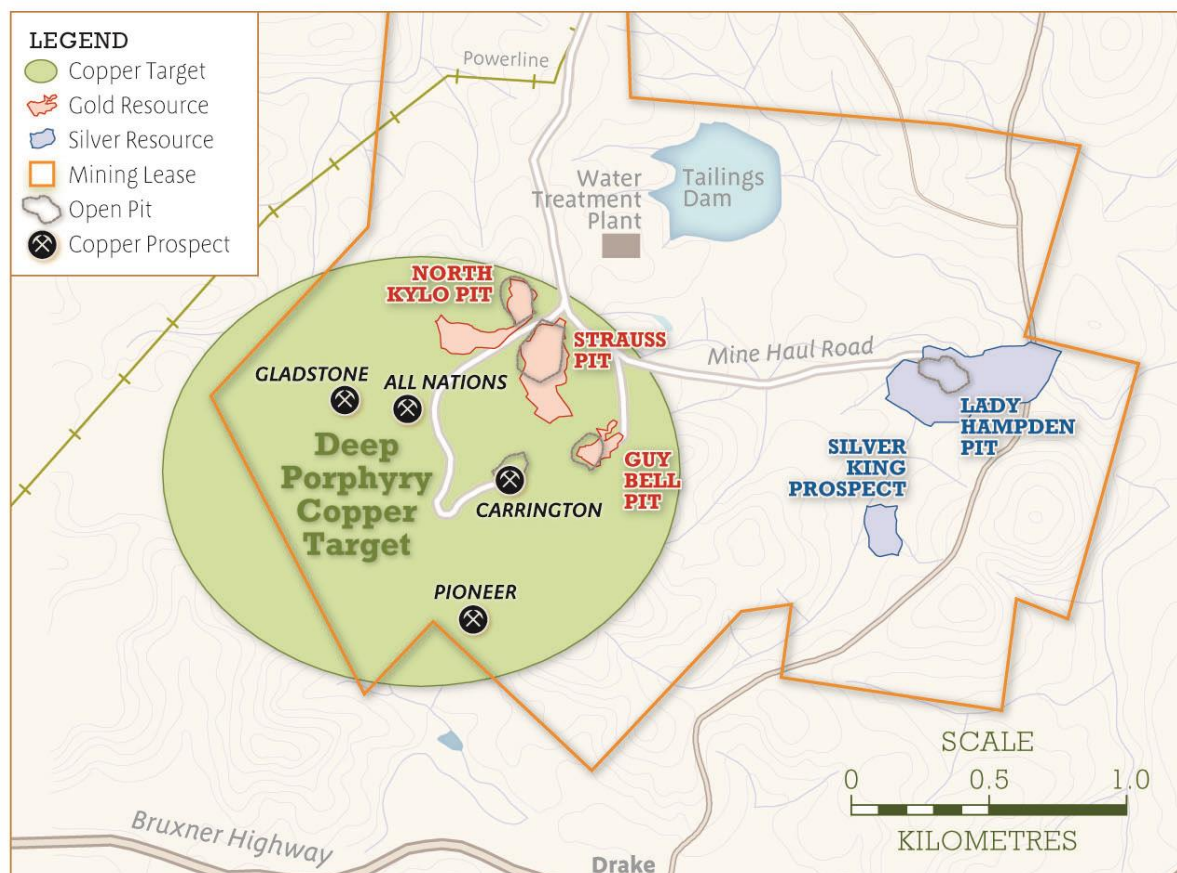 LEGEND
Copper Target
Gold Resource
Silver Resource
Mining Lease
Open Pit
Copper Prospect
Powerline
Water
Treatment
Plant
Tailings
Dam
NORTH
KYLO PIT
STRAUSS
PIT
Mine Haul Road
GLADSTONE
ALL NATIONS
LADY
HAMPDEN
PIT
Deep
Porphyry
Copper
Target
GUY
BELL
PIT
SILVER
KING
PROSPECT
CARRINGTON
PIONEER
SCALE
0 0.5 1.0
KILOMETRES
Bruxner Highway
Drake